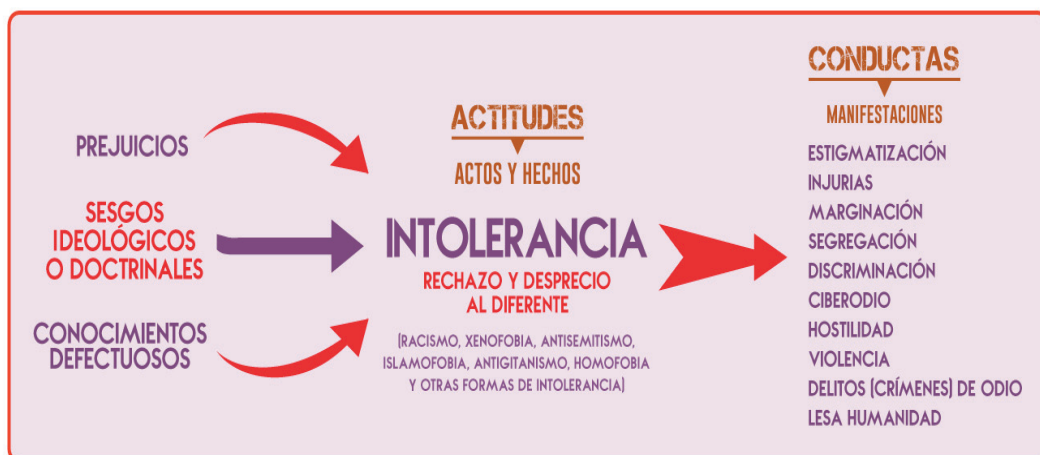 PREJUICIOS
SESGOS
IDEOLÓGICOS
O DOCTRINALES
CONOCIMIENTOS
DEFECTUOSOS
ACTITUDES
ACTOS Y HECHOS
INTOLERANCIA
RECHAZO Y DESPRECIO
AL DIFERENTE
(RACISMO, XENOFOBIA, ANTISEMITISMO,
ISLAMOFOBIA, ANTIGITANISMO, HOMOFOBIA
Y OTRAS FORMAS DE INTOLERANCIA)
CONDUCTAS
MANIFESTACIONES
ESTIGMATIZACIÓN
INJURIAS
MARGINACIÓN
SEGREGACIÓN
DISCRIMINACIÓN
CIBERODIO
HOSTILIDAD
VIOLENCIA
DELITOS (CRÍMENES) DE ODIO
LESA HUMANIDAD